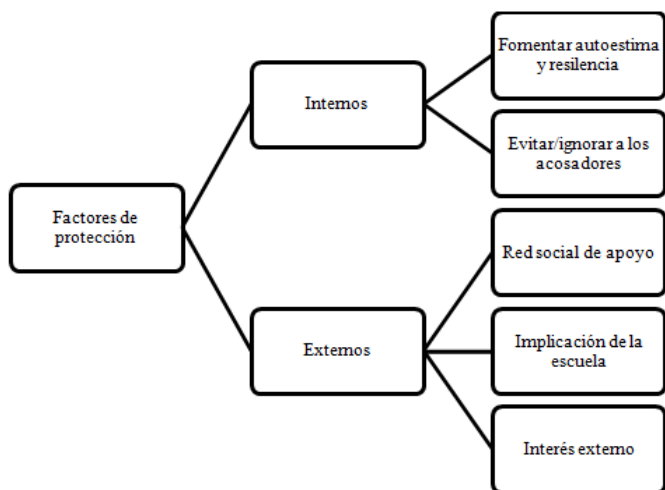 Factores de
protección
Internos
Fomentar autoestima
y resilencia
Evitar/ignorar a los
acosadores
Externos
Red social de apoyo
Implicación de la
escuela
Interés externo